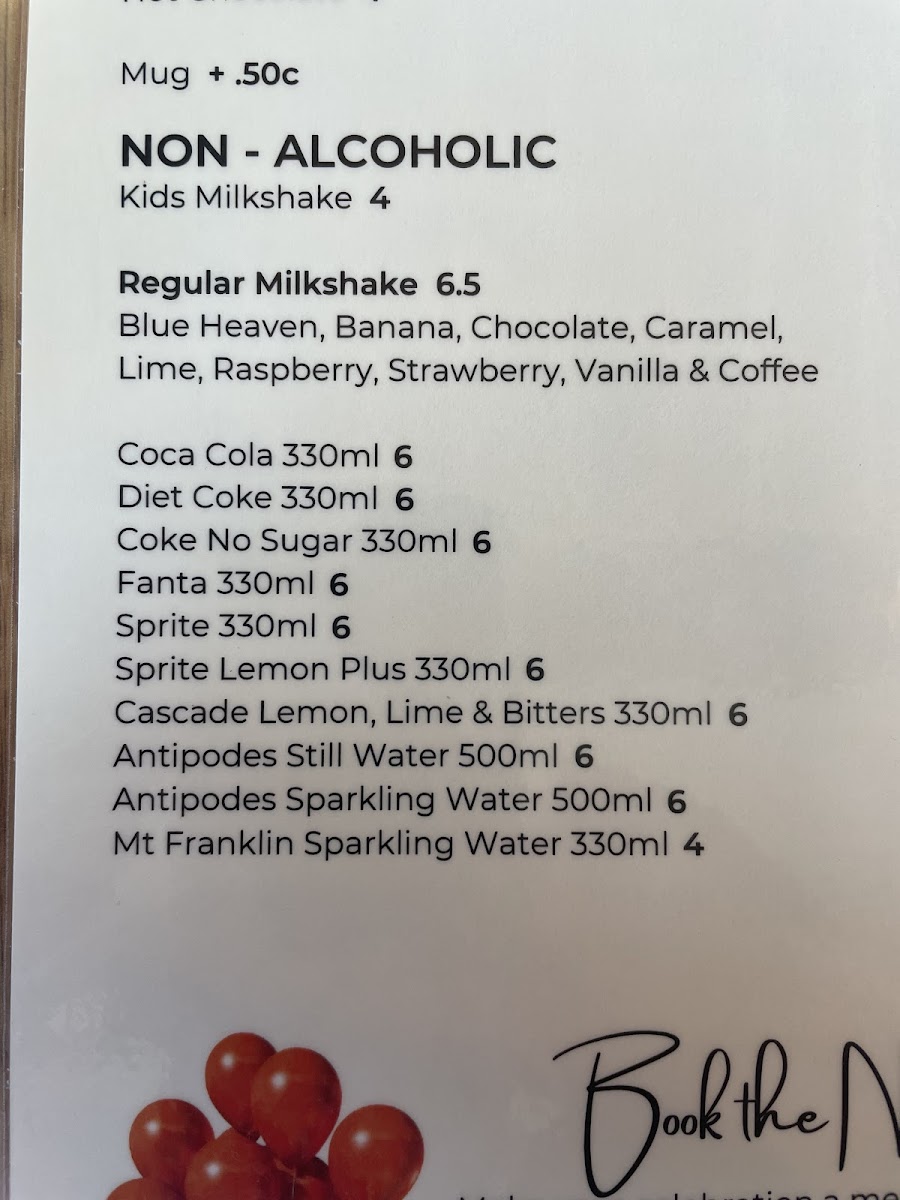 Mug + .50c
NON - ALCOHOLIC
Kids Milkshake 4
Regular Milkshake 6.5
Blue Heaven, Banana, Chocolate, Caramel,
Lime, Raspberry, Strawberry, Vanilla & Coffee
Coca Cola 330ml 6
Diet Coke 330ml 6
Coke No Sugar 330ml 6
Fanta 330ml 6
Sprite 330ml 6
Sprite Lemon Plus 330ml 6
Cascade Lemon, Lime & Bitters 330ml 6
Antipodes Still Water 500ml 6
Antipodes Sparkling Water 500ml 6
Mt Franklin Sparkling Water 330ml 4
Book the N